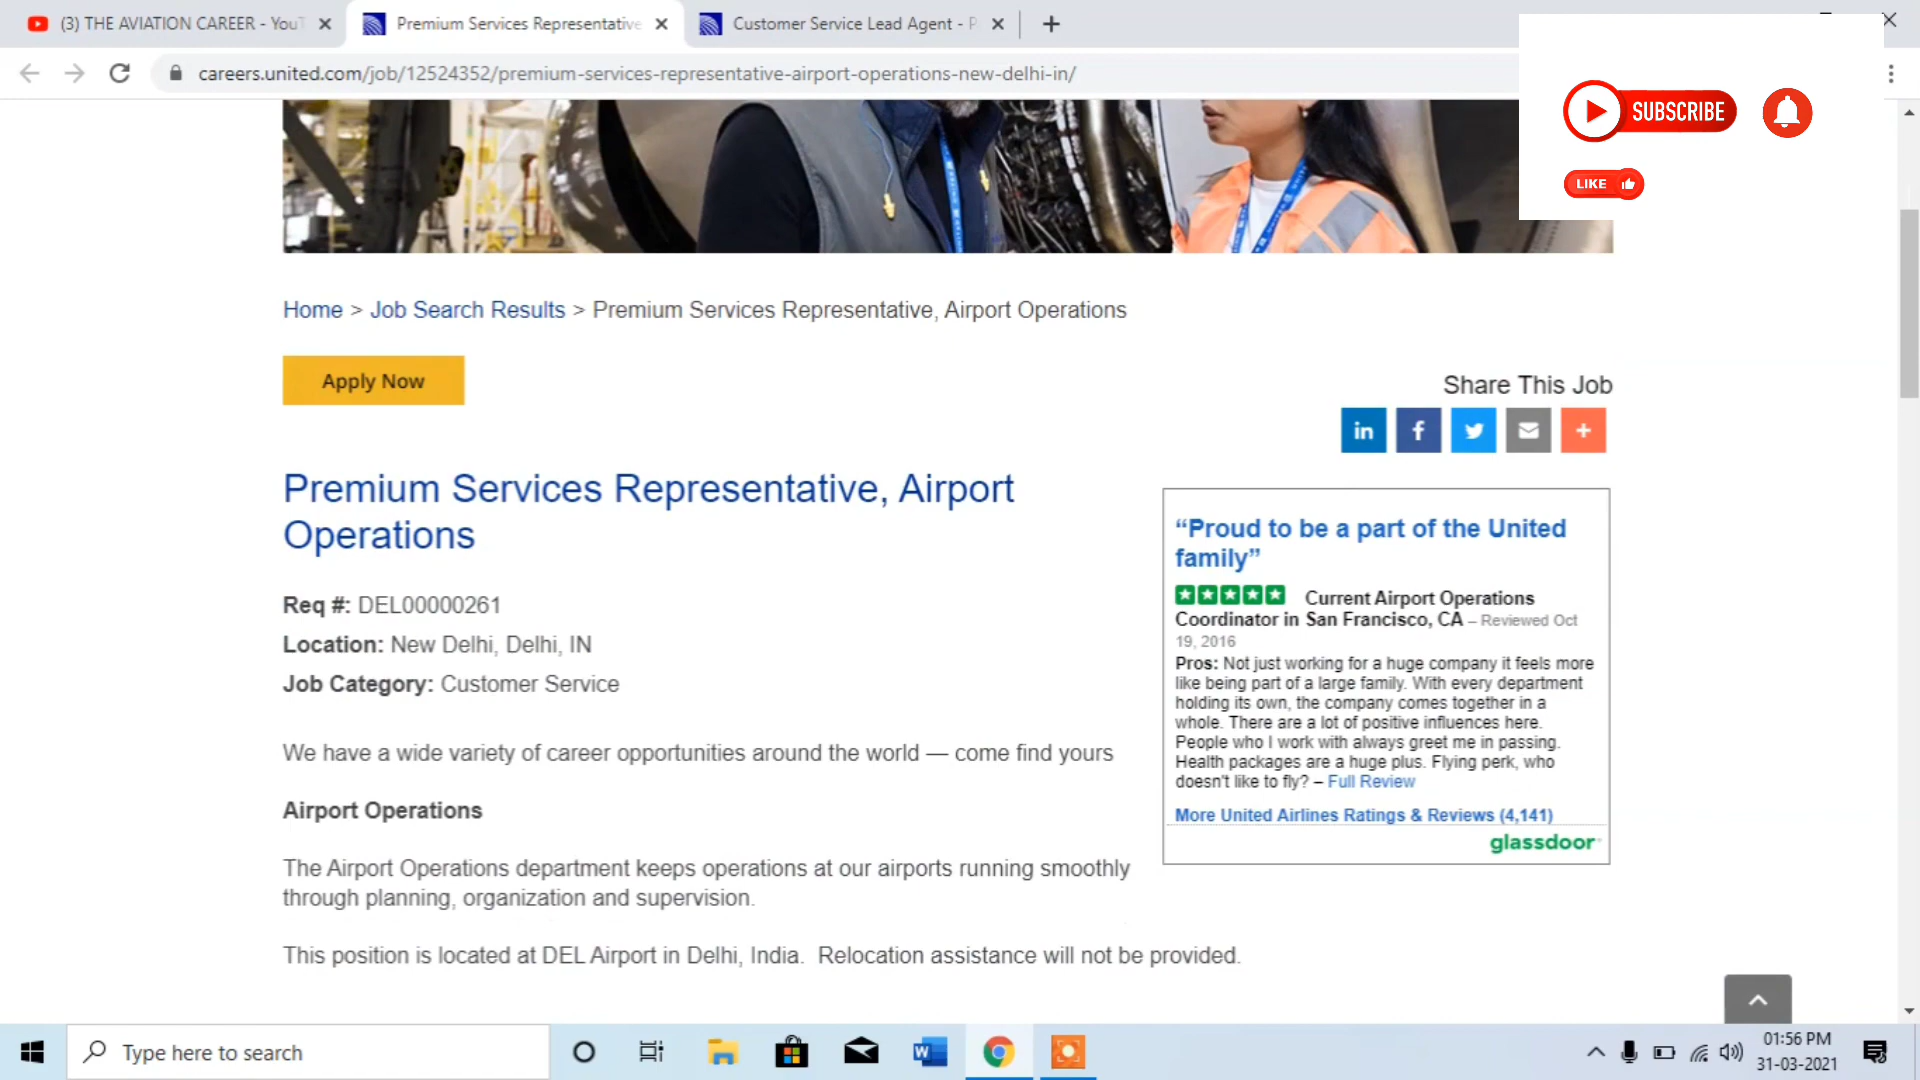 (3) THE AVIATION CAREER - YouT
Premium Services Representative
Customer Service Lead Agent - P
careers.united.com/job/12524352/premium-services-representative-airport-operations-new-delhi-in/
SUBSCRIBE
LIKE
Home > Job Search Results > Premium Services Representative, Airport Operations
Apply Now
Share This Job
in
f
Premium Services Representative, Airport
Operations
Req #: DEL00000261
Location: New Delhi, Delhi, IN
Job Category: Customer Service
We have a wide variety of career opportunities around the world — come find yours
Airport Operations
The Airport Operations department keeps operations at our airports running smoothly
through planning, organization and supervision.
This position is located at DEL Airport in Delhi, India. Relocation assistance will not be provided.
“Proud to be a part of the United
family”
Current Airport Operations
Coordinator in San Francisco, CA – Reviewed Oct
19, 2016
Pros: Not just working for a huge company it feels more
like being part of a large family. With every department
holding its own, the company comes together in a
whole. There are a lot of positive influences here.
People who I work with always greet me in passing.
Health packages are a huge plus. Flying perk, who
doesn't like to fly? – Full Review
More United Airlines Ratings & Reviews (4,141)
glassdoor
Type here to search
W
01:56 PM
31-03-2021